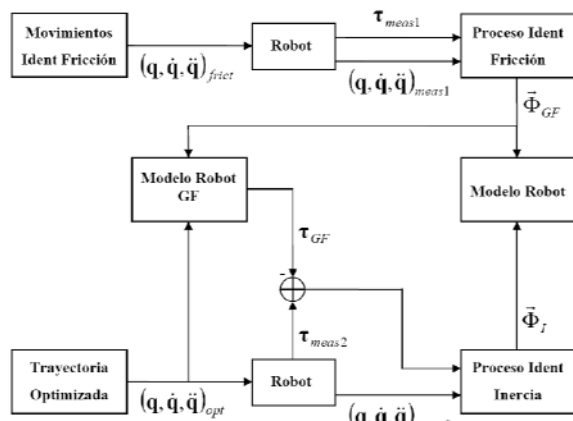 Movimientos
Ident Fricción
(q, q̇, q̈)frict
Robot
τmeas1
(q, q̇, q̈)meas1
Proceso Ident
Fricción
Φ⃗GF
Modelo Robot
GF
Modelo Robot
τGF
-
τmeas2
Φ⃗I
Trayectoria
Optimizada
(q, q̇, q̈)opt
Robot
(q, q̇, q̈)
Proceso Ident
Inercia